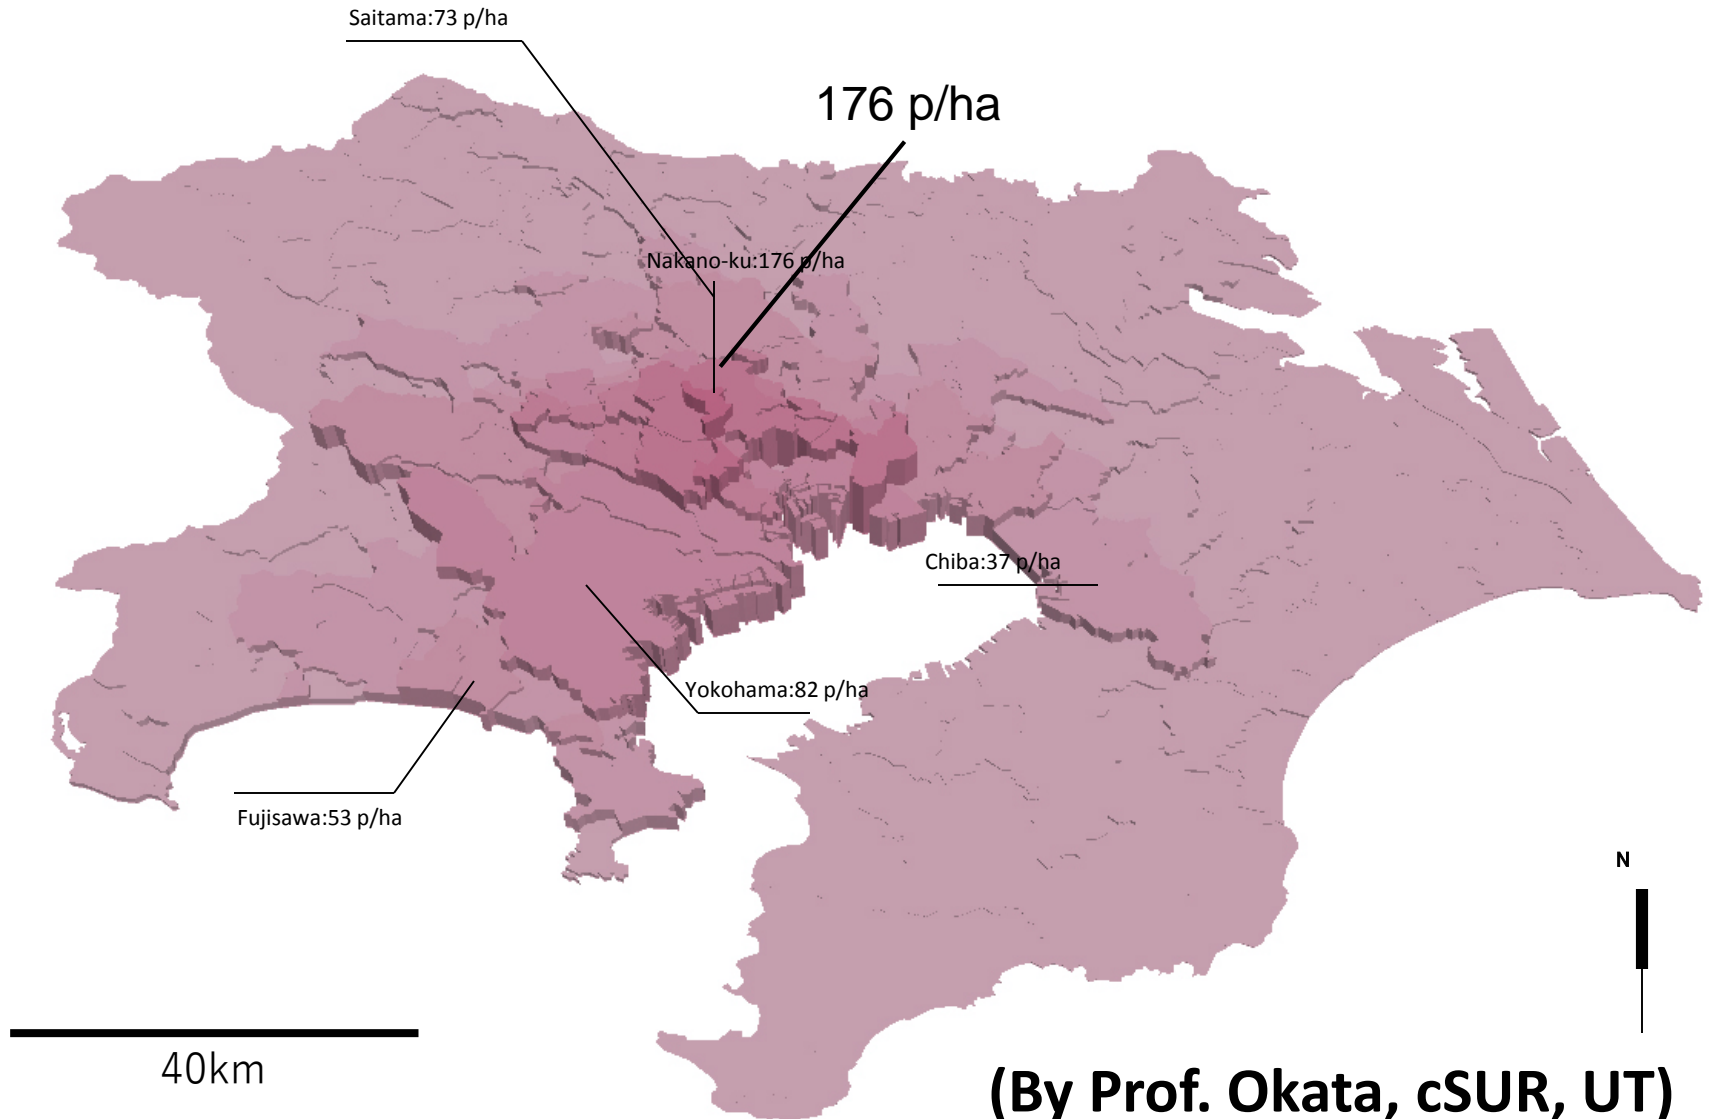 Saitama:73 p/ha
176 p/ha
Nakano-ku:176 p/ha
Chiba:37 p/ha
Yokohama:82 p/ha
Fujisawa:53 p/ha
N
40km
(By Prof. Okata, cSUR, UT)